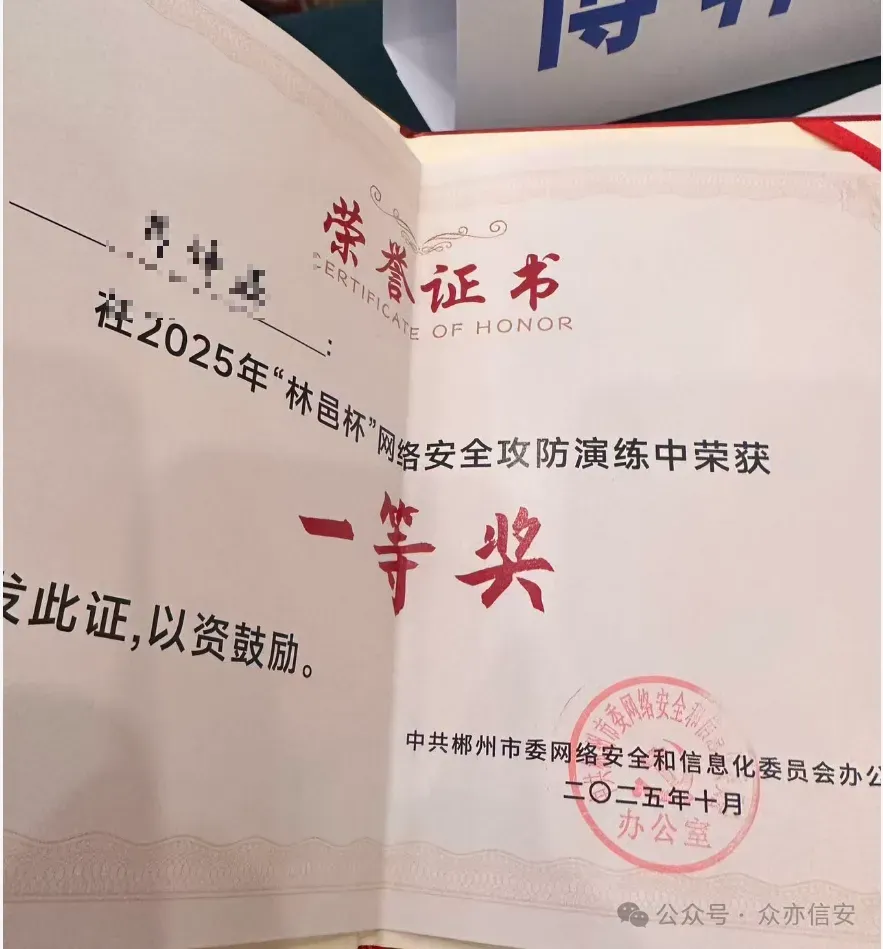 荣誉证书
CERTIFICATE OF HONOR
:
在2025年“林邑杯”网络安全攻防演练中荣获
一等奖
发此证,以资鼓励。
中共郴州市委网络安全和信息化委员会办公
二〇二五年十月
办公室
公众号 · 众亦信安